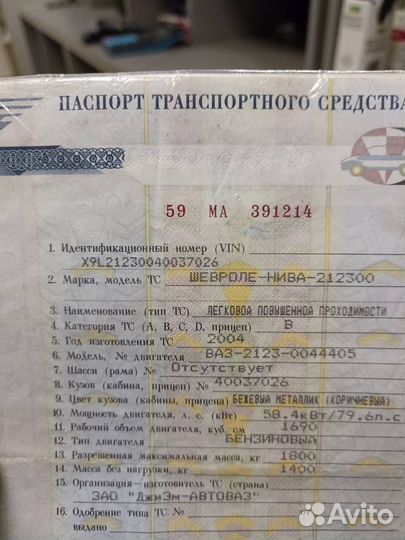 ПАСПОРТ ТРАНСПОРТНОГО СРЕДСТВА
59 МА 391214
1. Идентификационный номер (VIN)
X9L21230040037026
2. Марка, модель ТС ШЕВРОЛЕ-НИВА-212300
3. Наименование (тип ТС) ЛЕГКОВОЙ ПОВЫШЕННОЙ ПРОХОДИМОСТИ
4. Категория ТС (A, B, C, D, прицеп) B
5. Год изготовления ТС 2004
6. Модель, № двигателя ВАЗ-2123-0044405
7. Шасси (рама) № Отсутствует
8. Кузов (кабина, прицеп) № 40037026
9. Цвет кузова (кабины, прицепа) БЕЖЕВЫЙ МЕТАЛЛИК (КОРИЧНЕВЫЙ)
10. Мощность двигателя, л. с. (кВт) 58.4кВт/79.6л.с
11. Рабочий объем двигателя, куб. см 1690
12. Тип двигателя БЕНЗИНОВЫЙ
13. Разрешенная максимальная масса, кг 1800
14. Масса без нагрузки, кг 1400
15. Организация–изготовитель ТС (страна)
ЗАО "ДжиЭм-АВТОВАЗ"
16. Одобрение типа ТС №
выдано
Avito